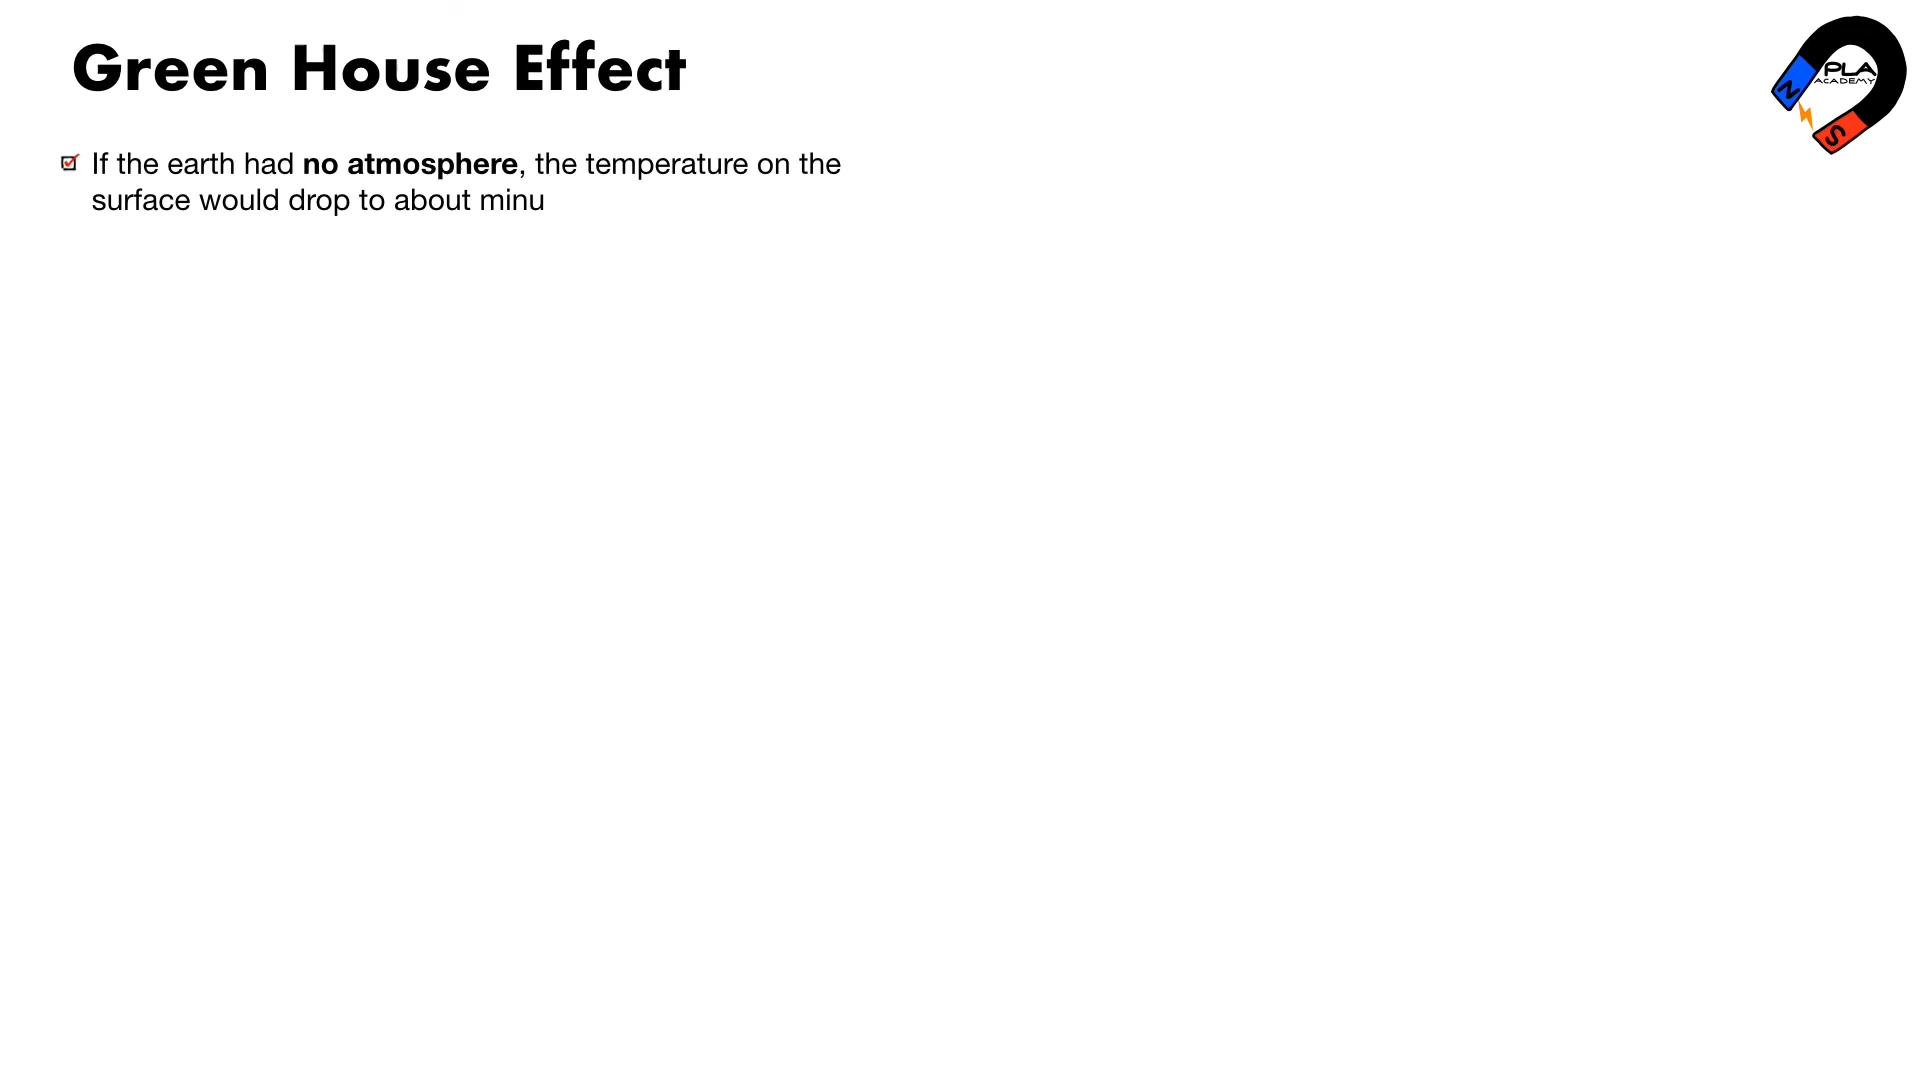 Green House Effect
If the earth had no atmosphere, the temperature on the
surface would drop to about minu
PLA
ACADEMY
N
S